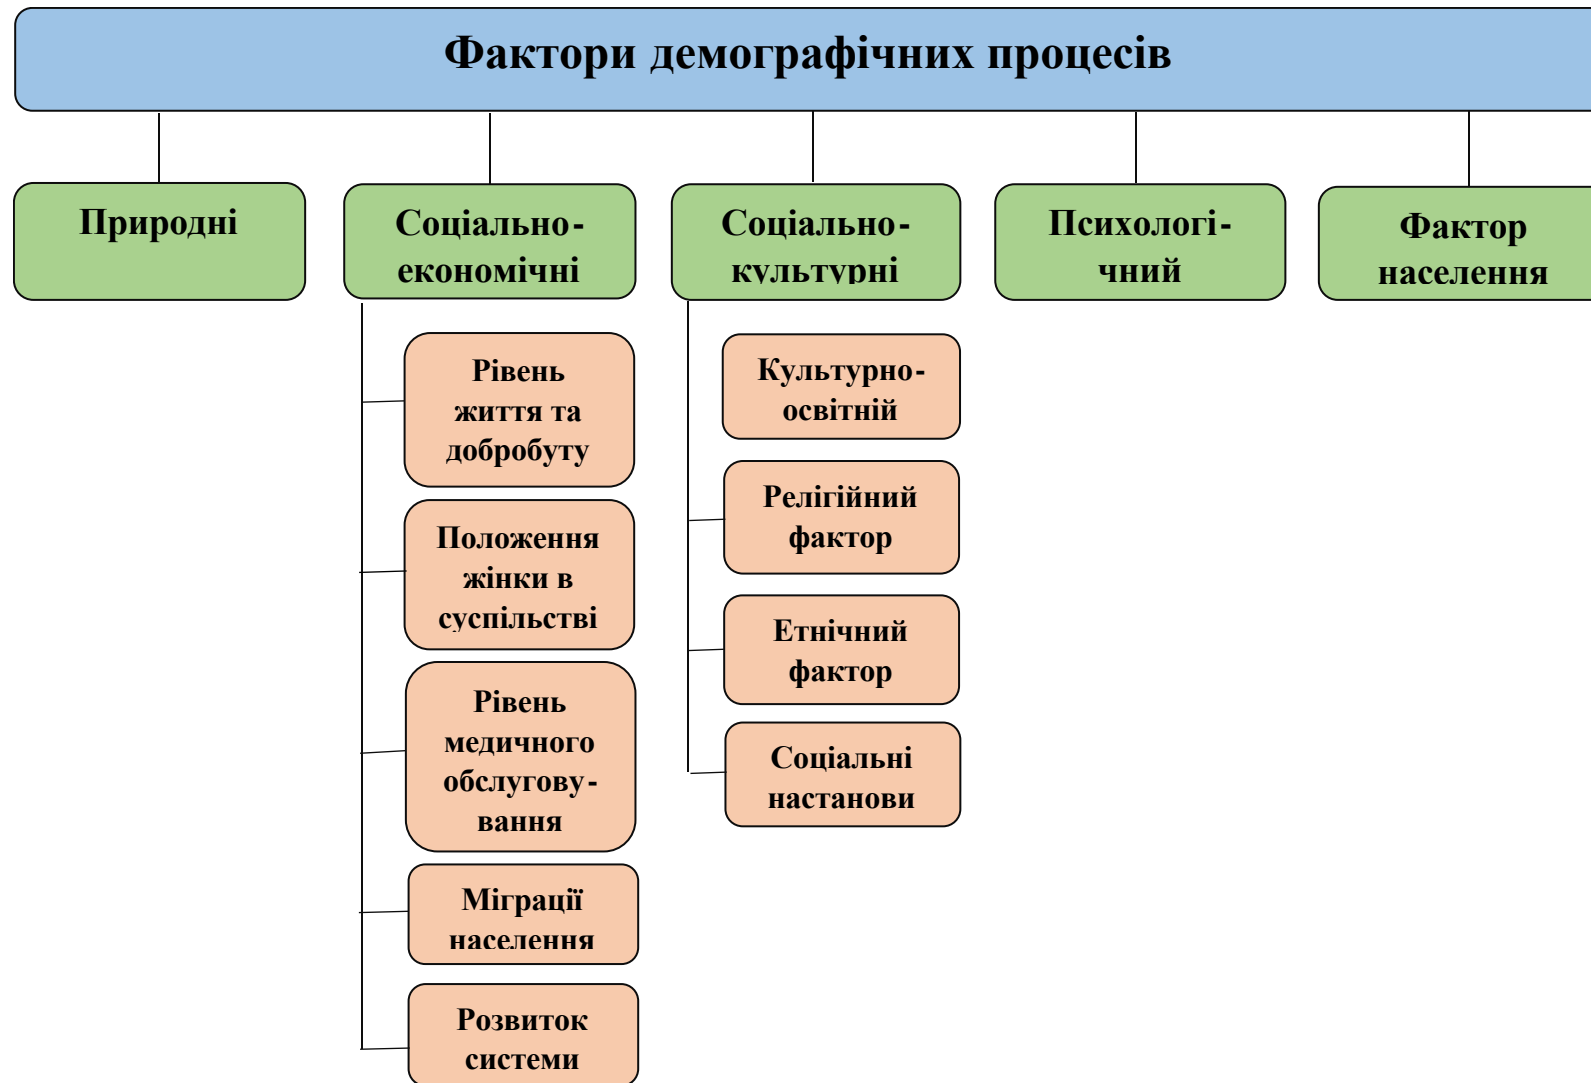 Фактори демографічних процесів
Природні
Соціально-
економічні
Соціально-
культурні
Психологі-
чний
Фактор
населення
Рівень
життя та
добробуту
Положення
жінки в
суспільстві
Рівень
медичного
обслугову-
вання
Міграції
населення
Розвиток
системи
Культурно-
освітній
Релігійний
фактор
Етнічний
фактор
Соціальні
настанови